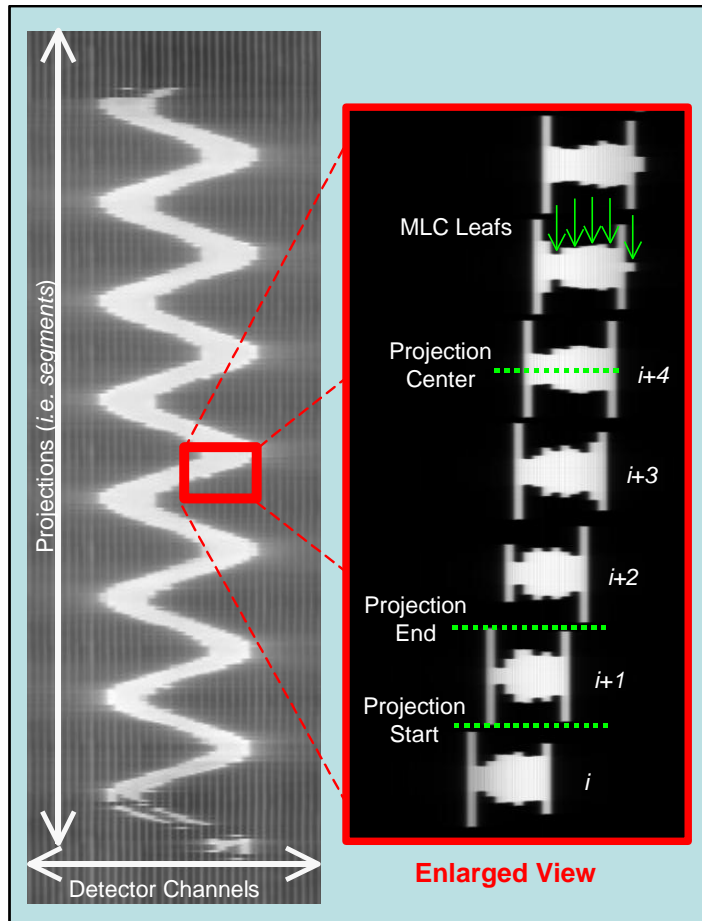 Projections (i.e. segments)
Detector Channels
MLC Leafs
Projection
Center
i+4
i+3
i+2
Projection
End
i+1
Projection
Start
i
Enlarged View